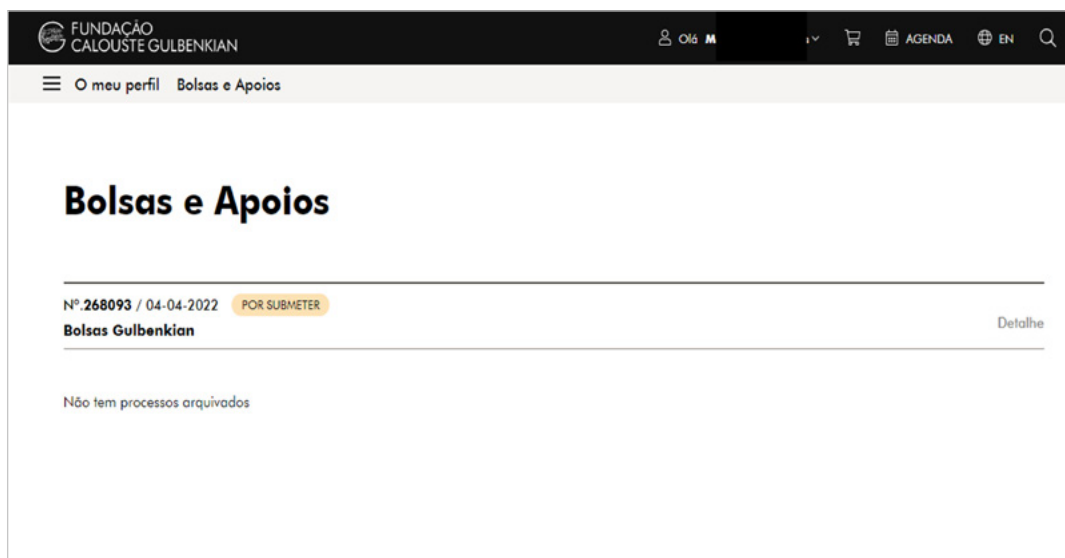 FUNDAÇÃO
CALOUSTE GULBENKIAN
Olá M
AGENDA
EN
O meu perfil Bolsas e Apoios
Bolsas e Apoios
Nº.268093 / 04-04-2022 POR SUBMETER
Bolsas Gulbenkian
Detalhe
Não tem processos arquivados